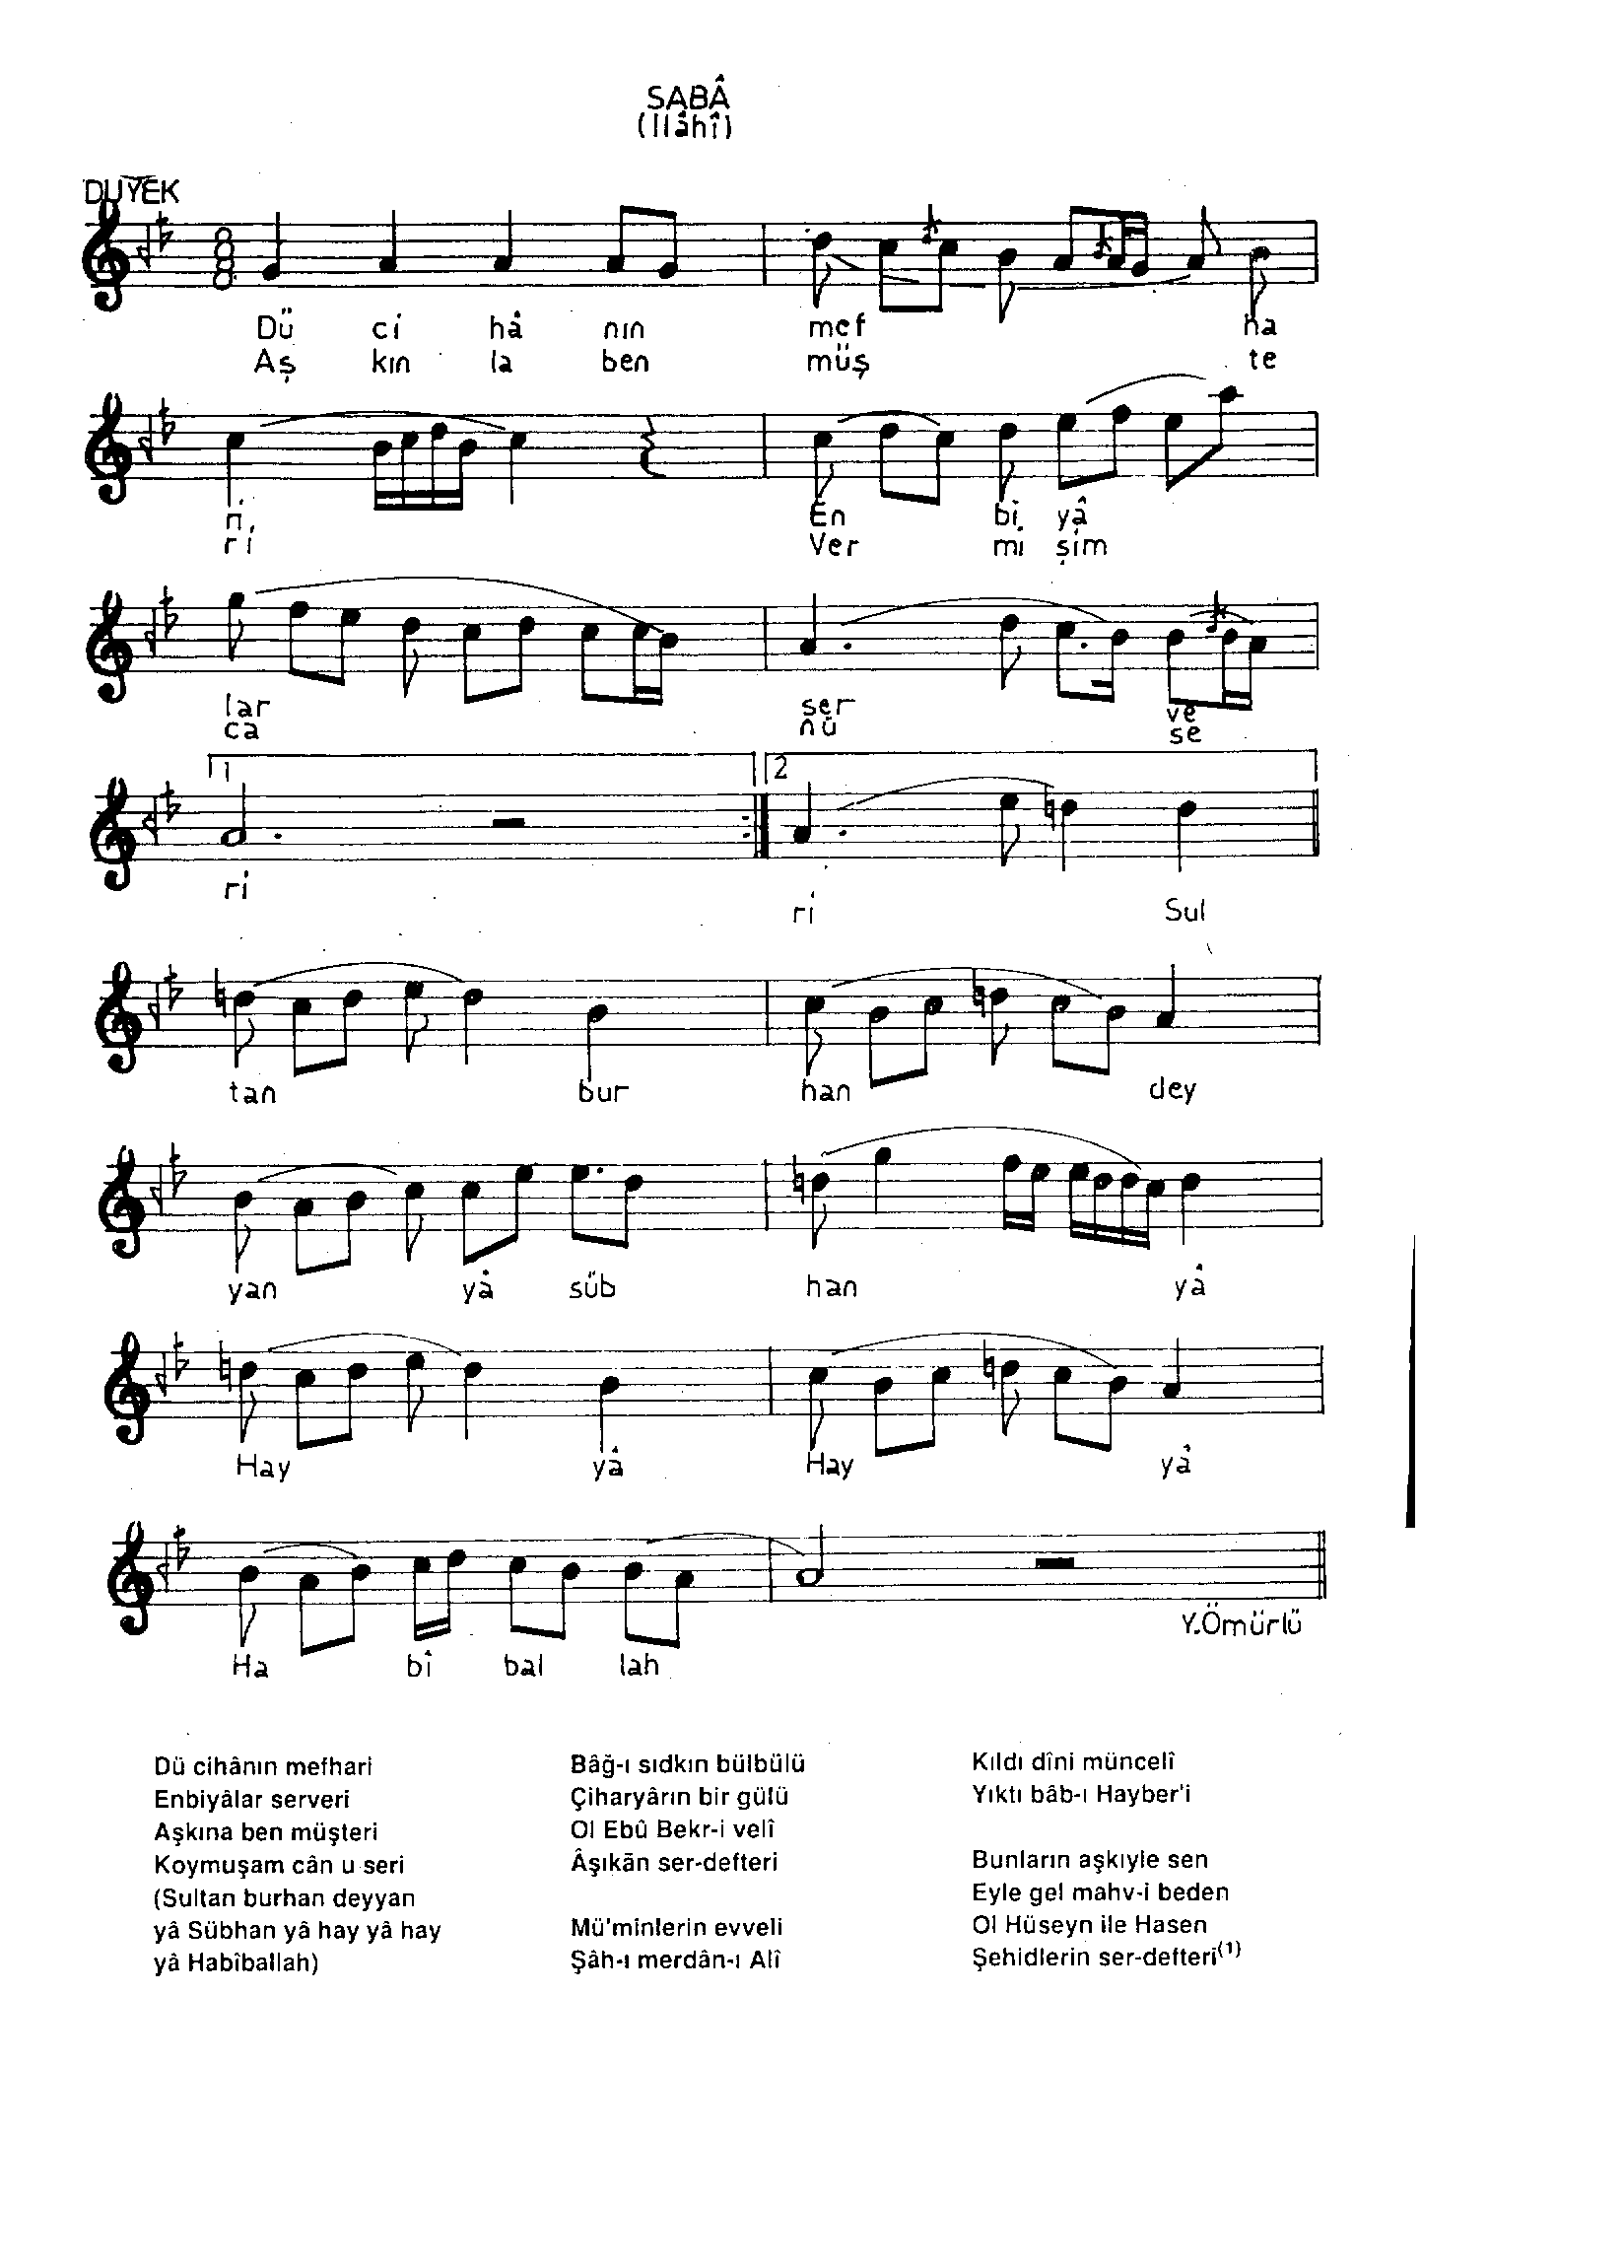 SABÂ
(İlâhî)
DÜYEK
Dü ci hâ nın mef ha
Aş kın la ben müş te
ri En bi yâ
ri Ver mi şim
lar ser ve
ca nü se
1 2
ri ri Sul
tan bur han dey
yan yâ süb han yâ
Hay yâ Hay yâ
Ha bî bal lah
Y.Ömürlü
Dü cihânın mefhari
Enbiyâlar serveri
Aşkına ben müşteri
Koymuşam cân u seri
(Sultan burhan deyyan
yâ Sübhan yâ hay yâ hay
yâ Habîballah)
Bâğ-ı sıdkın bülbülü
Çiharyârın bir gülü
Ol Ebû Bekr-i velî
Âşıkān ser-defteri
Mü'minlerin evveli
Şâh-ı merdân-ı Alî
Kıldı dîni müncelî
Yıktı bâb-ı Hayber'i
Bunların aşkıyle sen
Eyle gel mahv-i beden
Ol Hüseyn ile Hasen
Şehidlerin ser-defteri(1)